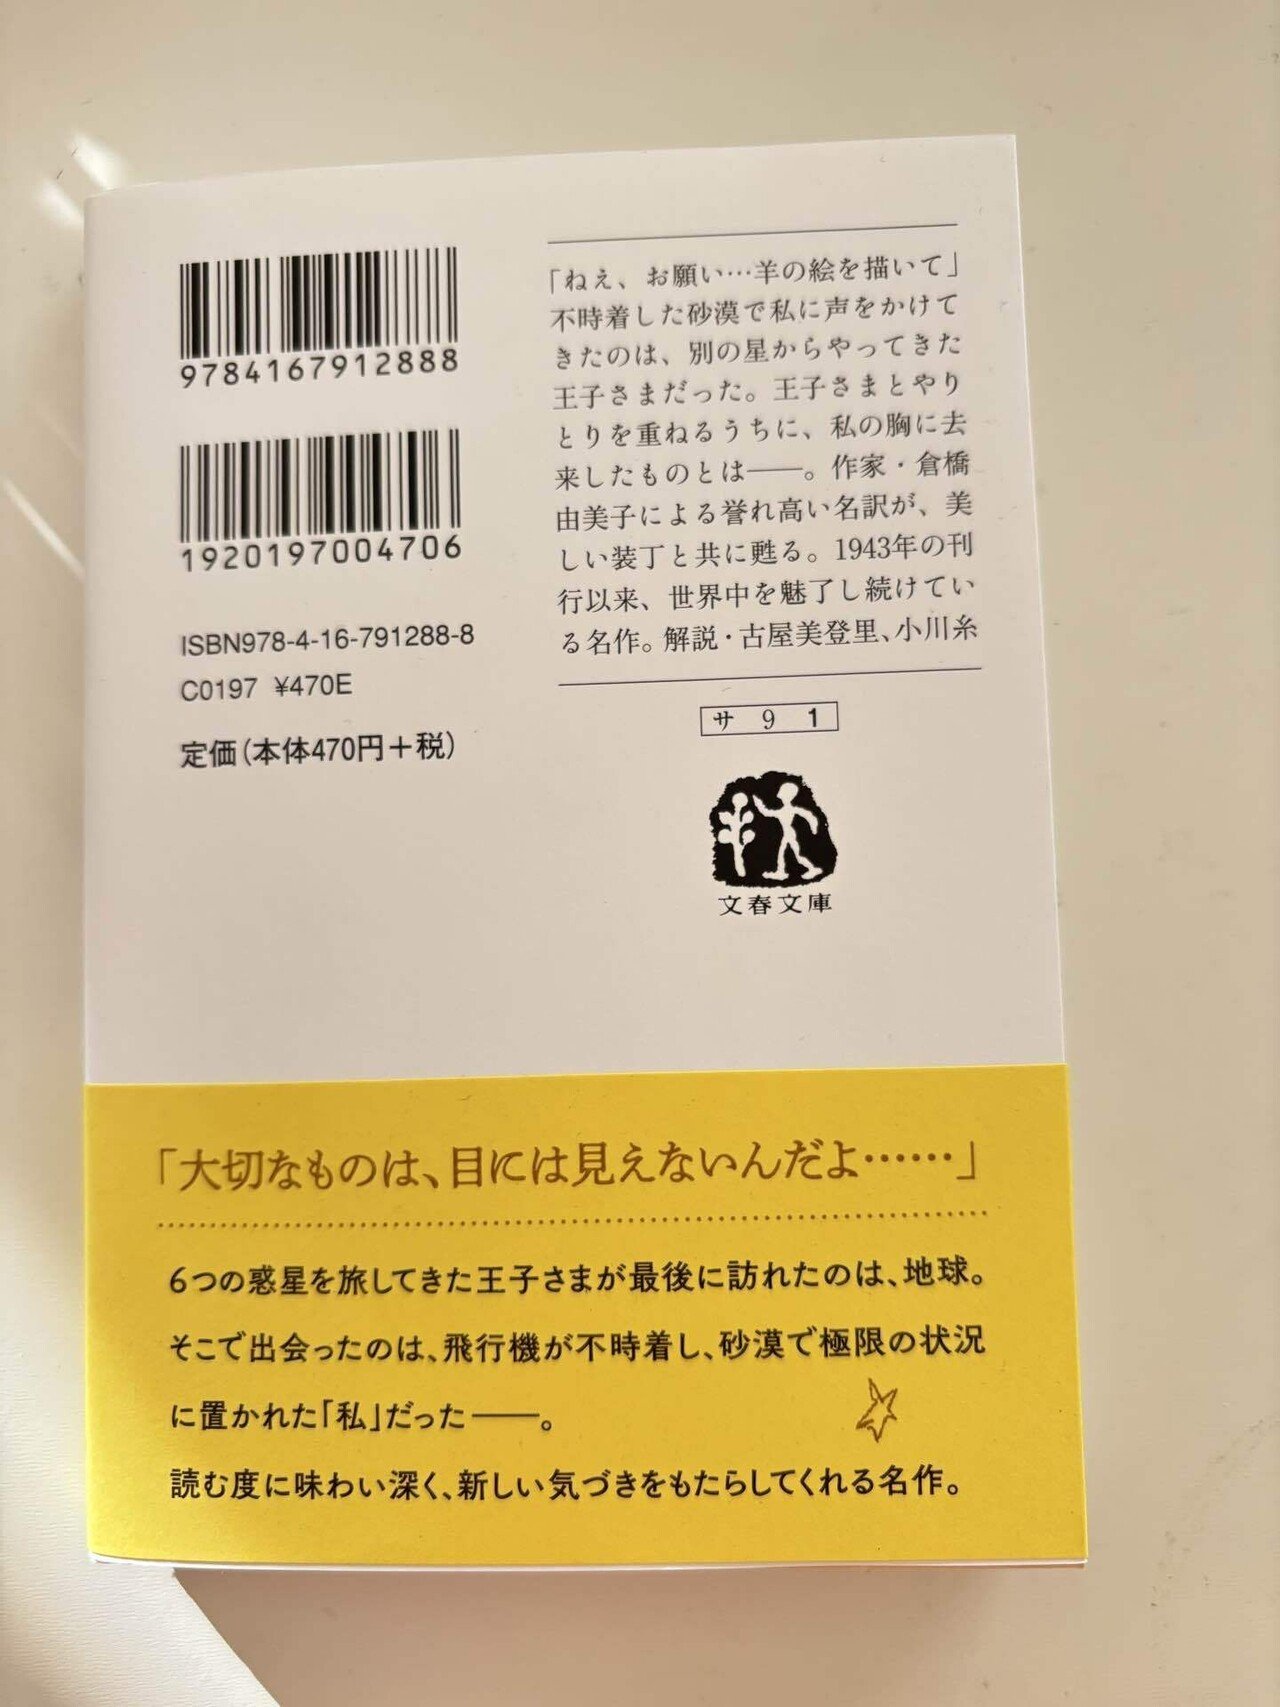 9784167912888
1920197004706
ISBN978-4-16-791288-8
C0197 ¥470E
定価(本体470円+税)
「ねえ、お願い…羊の絵を描いて」
不時着した砂漠で私に声をかけて
きたのは、別の星からやってきた
王子さまだった。王子さまとやり
とりを重ねるうちに、私の胸に去
来したものとは――。作家・倉橋
由美子による誉れ高い名訳が、美
しい装丁と共に甦る。1943年の刊
行以来、世界中を魅了し続けてい
る名作。解説・古屋美登里、小川糸
サ 9 1
文春文庫
「大切なものは、目には見えないんだよ……」
6つの惑星を旅してきた王子さまが最後に訪れたのは、地球。
そこで出会ったのは、飛行機が不時着し、砂漠で極限の状況
に置かれた「私」だった――。
読む度に味わい深く、新しい気づきをもたらしてくれる名作。